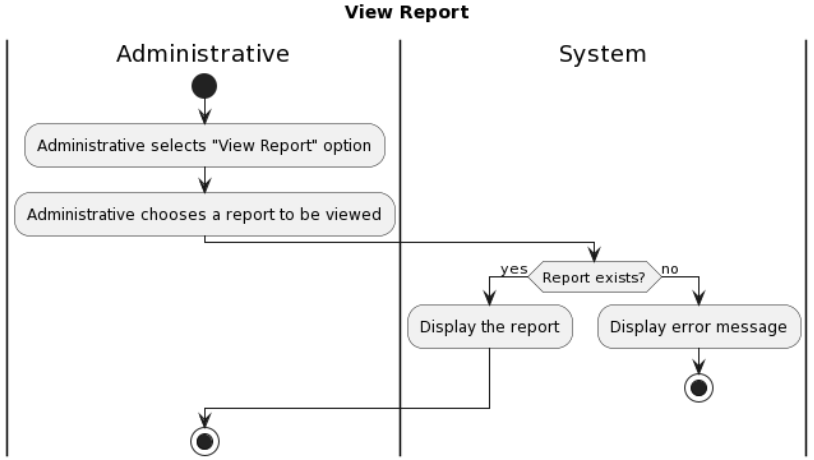 View Report
Administrative
System
Administrative selects "View Report" option
Administrative chooses a report to be viewed
yes
Report exists?
no
Display the report
Display error message